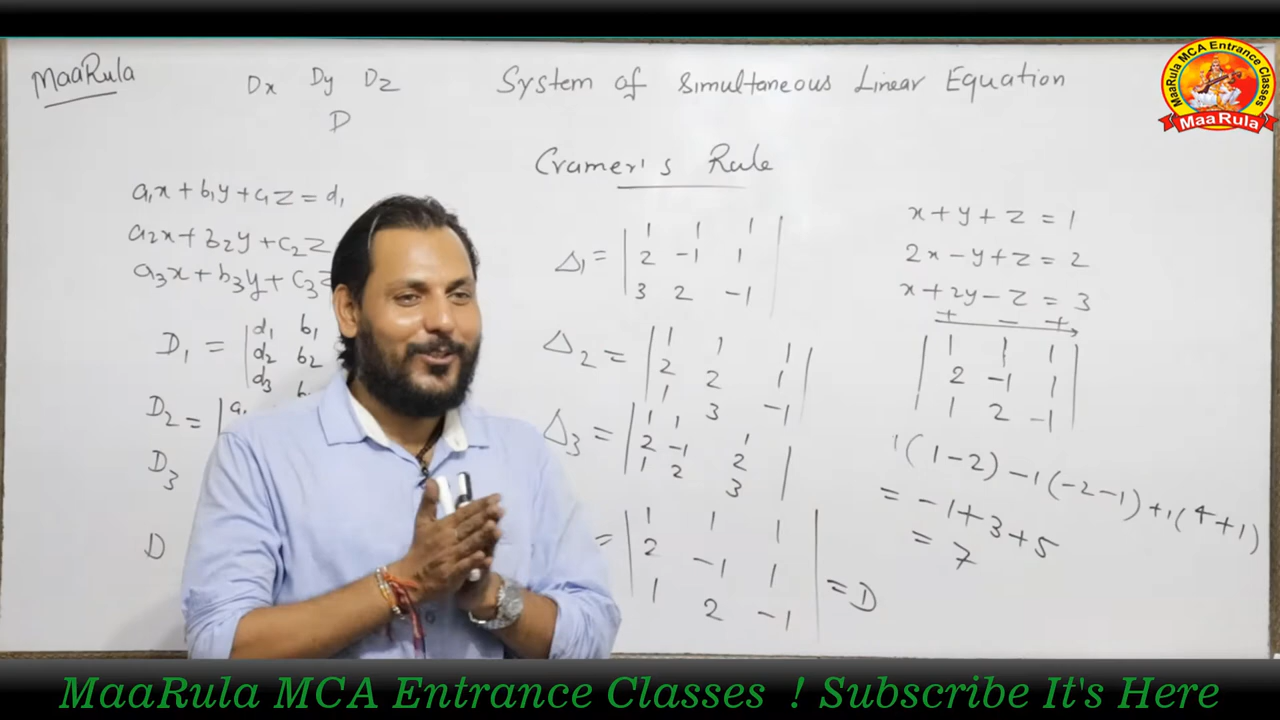 MaaRula
Dx Dy Dz
D
System of Simultaneous Linear Equation
MaaRula MCA Entrance Classes
MaaRula
Cramer's Rule
a₁x + b₁y + c₁z = d₁
a₂x + b₂y + c₂z
a₃x + b₃y + c₃z
D₁ = | d₁ b₁
d₂ b₂
d₃ b
D₂ = | a
D₃
D
Δ₁ = | 1 1 1 |
2 -1 1
3 2 -1
Δ₂ = | 1 1 1 |
2 2 1
1 3 -1
Δ₃ = | 1 1 1 |
2 -1 2
1 2 3
= | 1 1 1 |
2 -1 1
1 2 -1
= D
x + y + z = 1
2x - y + z = 2
x + 2y - z = 3
+ - +
| 1 1 1 |
2 -1 1
1 2 -1
1(1-2) -1(-2-1) +1(4+1)
= -1+3+5
= 7
MaaRula MCA Entrance Classes ! Subscribe It's Here